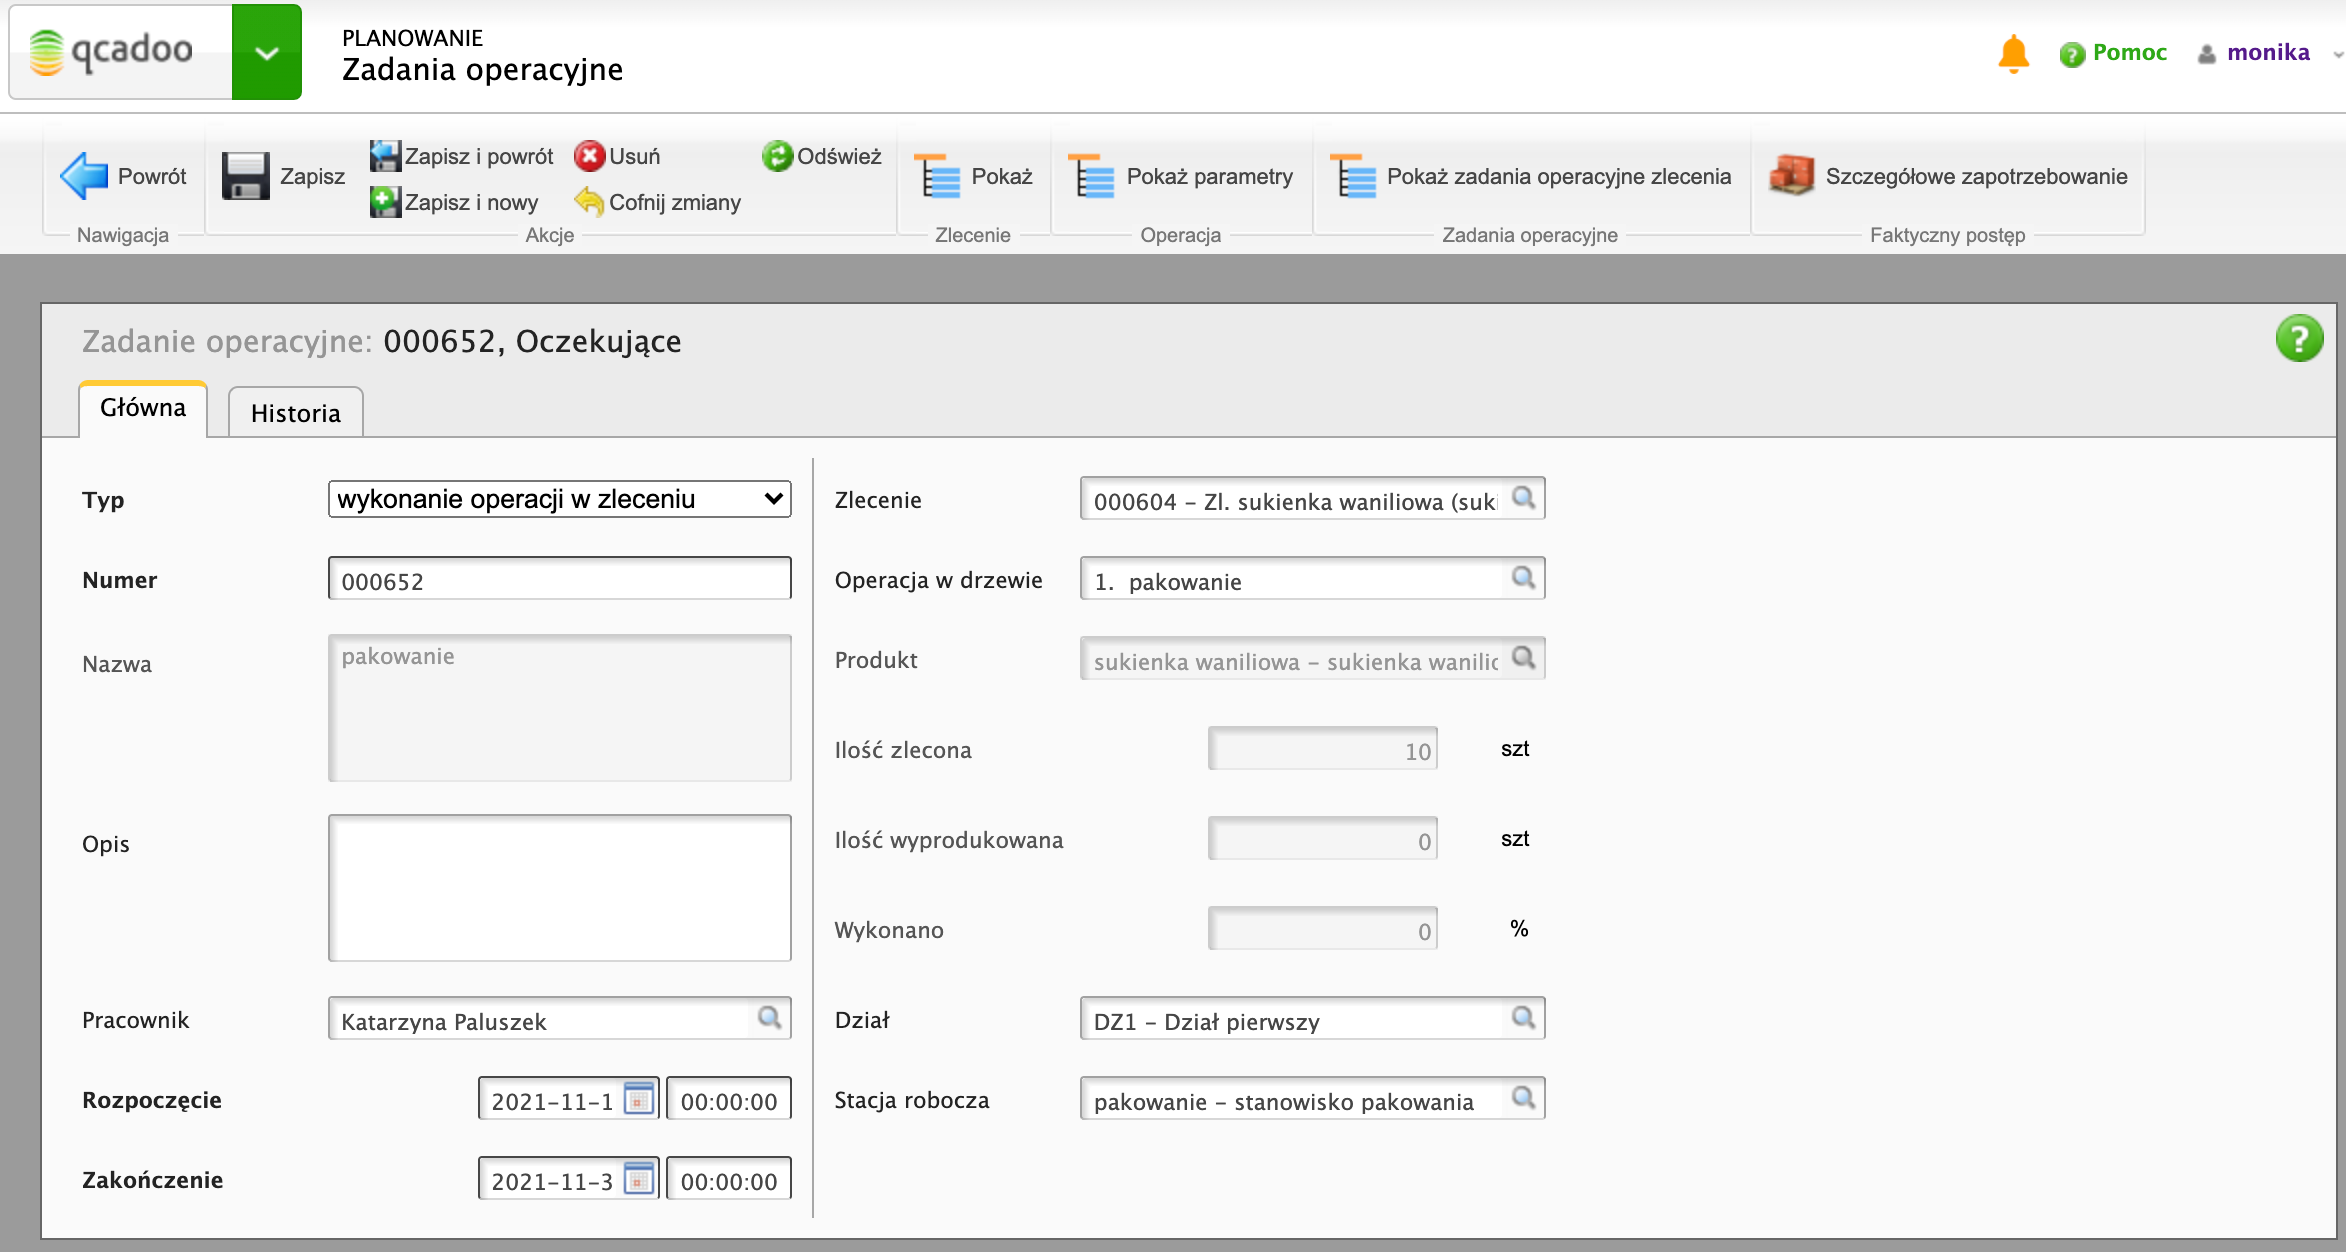 qcadoo
PLANOWANIE
Zadania operacyjne
Pomoc
monika
Powrót
Nawigacja
Zapisz
Zapisz i powrót
Zapisz i nowy
Usuń
Cofnij zmiany
Odśwież
Akcje
Pokaż
Zlecenie
Pokaż parametry
Operacja
Pokaż zadania operacyjne zlecenia
Zadania operacyjne
Szczegółowe zapotrzebowanie
Faktyczny postęp
Zadanie operacyjne: 000652, Oczekujące
Główna
Historia
Typ
wykonanie operacji w zleceniu
Numer
000652
Nazwa
pakowanie
Opis
Pracownik
Katarzyna Paluszek
Rozpoczęcie
2021-11-1
00:00:00
Zakończenie
2021-11-3
00:00:00
Zlecenie
000604 - Zl. sukienka waniliowa (suki
Operacja w drzewie
1. pakowanie
Produkt
sukienka waniliowa - sukienka wanilio
Ilość zlecona
10
szt
Ilość wyprodukowana
0
szt
Wykonano
0
%
Dział
DZ1 - Dział pierwszy
Stacja robocza
pakowanie - stanowisko pakowania